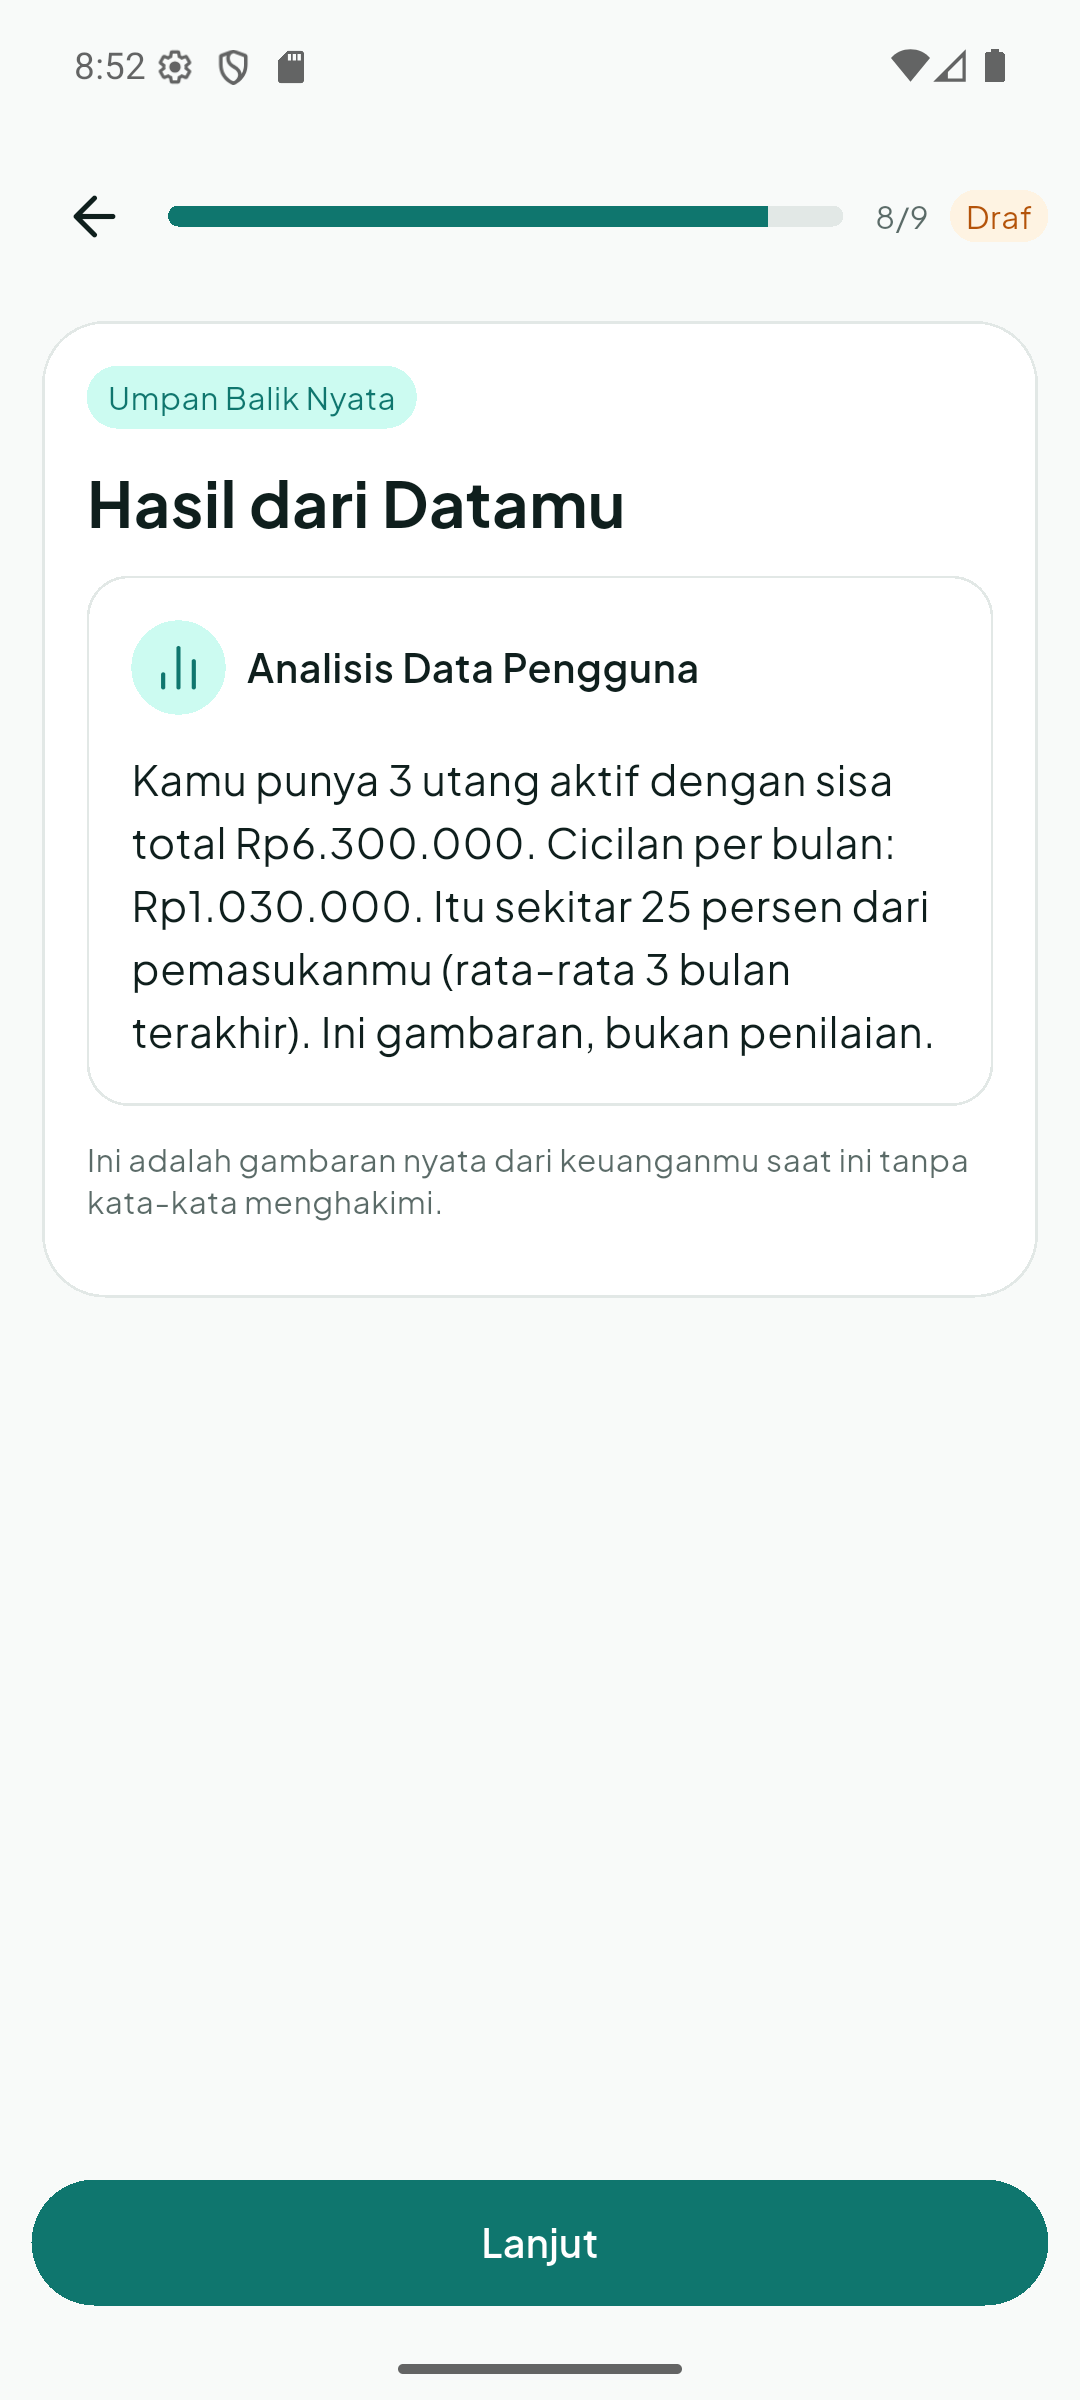 8:52
8/9
Draf
Umpan Balik Nyata
Hasil dari Datamu
Analisis Data Pengguna
Kamu punya 3 utang aktif dengan sisa
total Rp6.300.000. Cicilan per bulan:
Rp1.030.000. Itu sekitar 25 persen dari
pemasukanmu (rata-rata 3 bulan
terakhir). Ini gambaran, bukan penilaian.
Ini adalah gambaran nyata dari keuanganmu saat ini tanpa
kata-kata menghakimi.
Lanjut